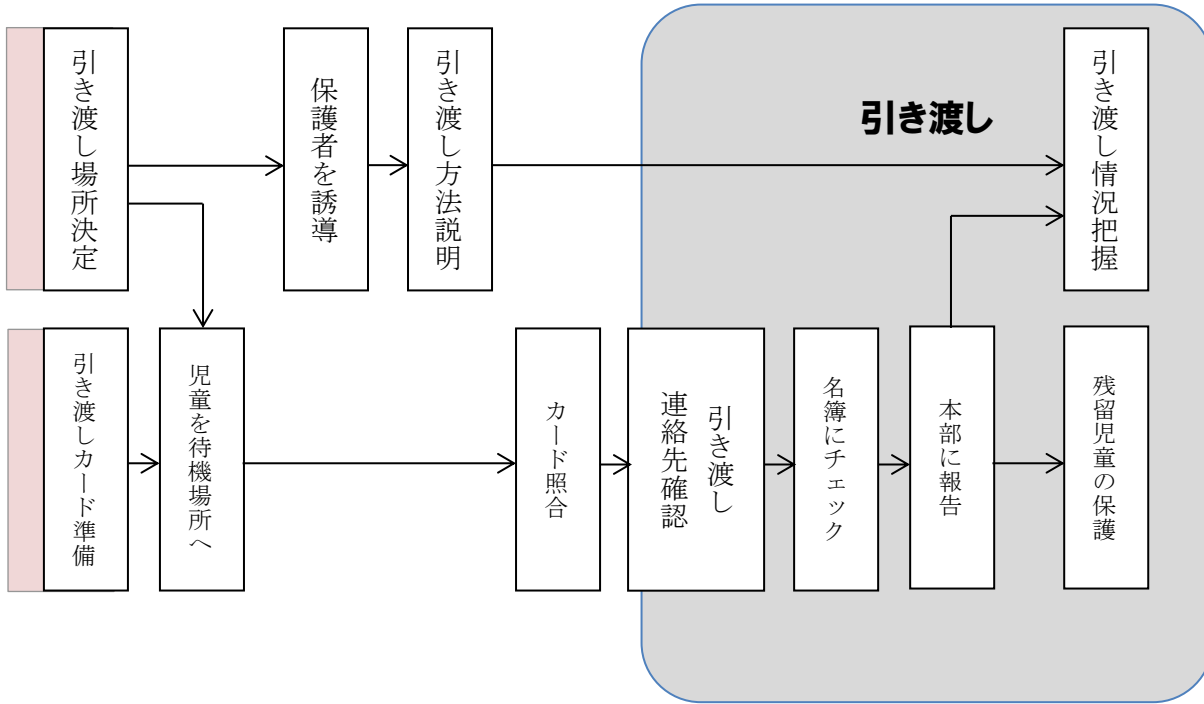 引き渡し場所決定
保護者を誘導
引き渡し方法説明
引き渡し
引き渡し情況把握
引き渡しカード準備
児童を待機場所へ
カード照合
引き渡し
連絡先確認
名簿にチェック
本部に報告
残留児童の保護